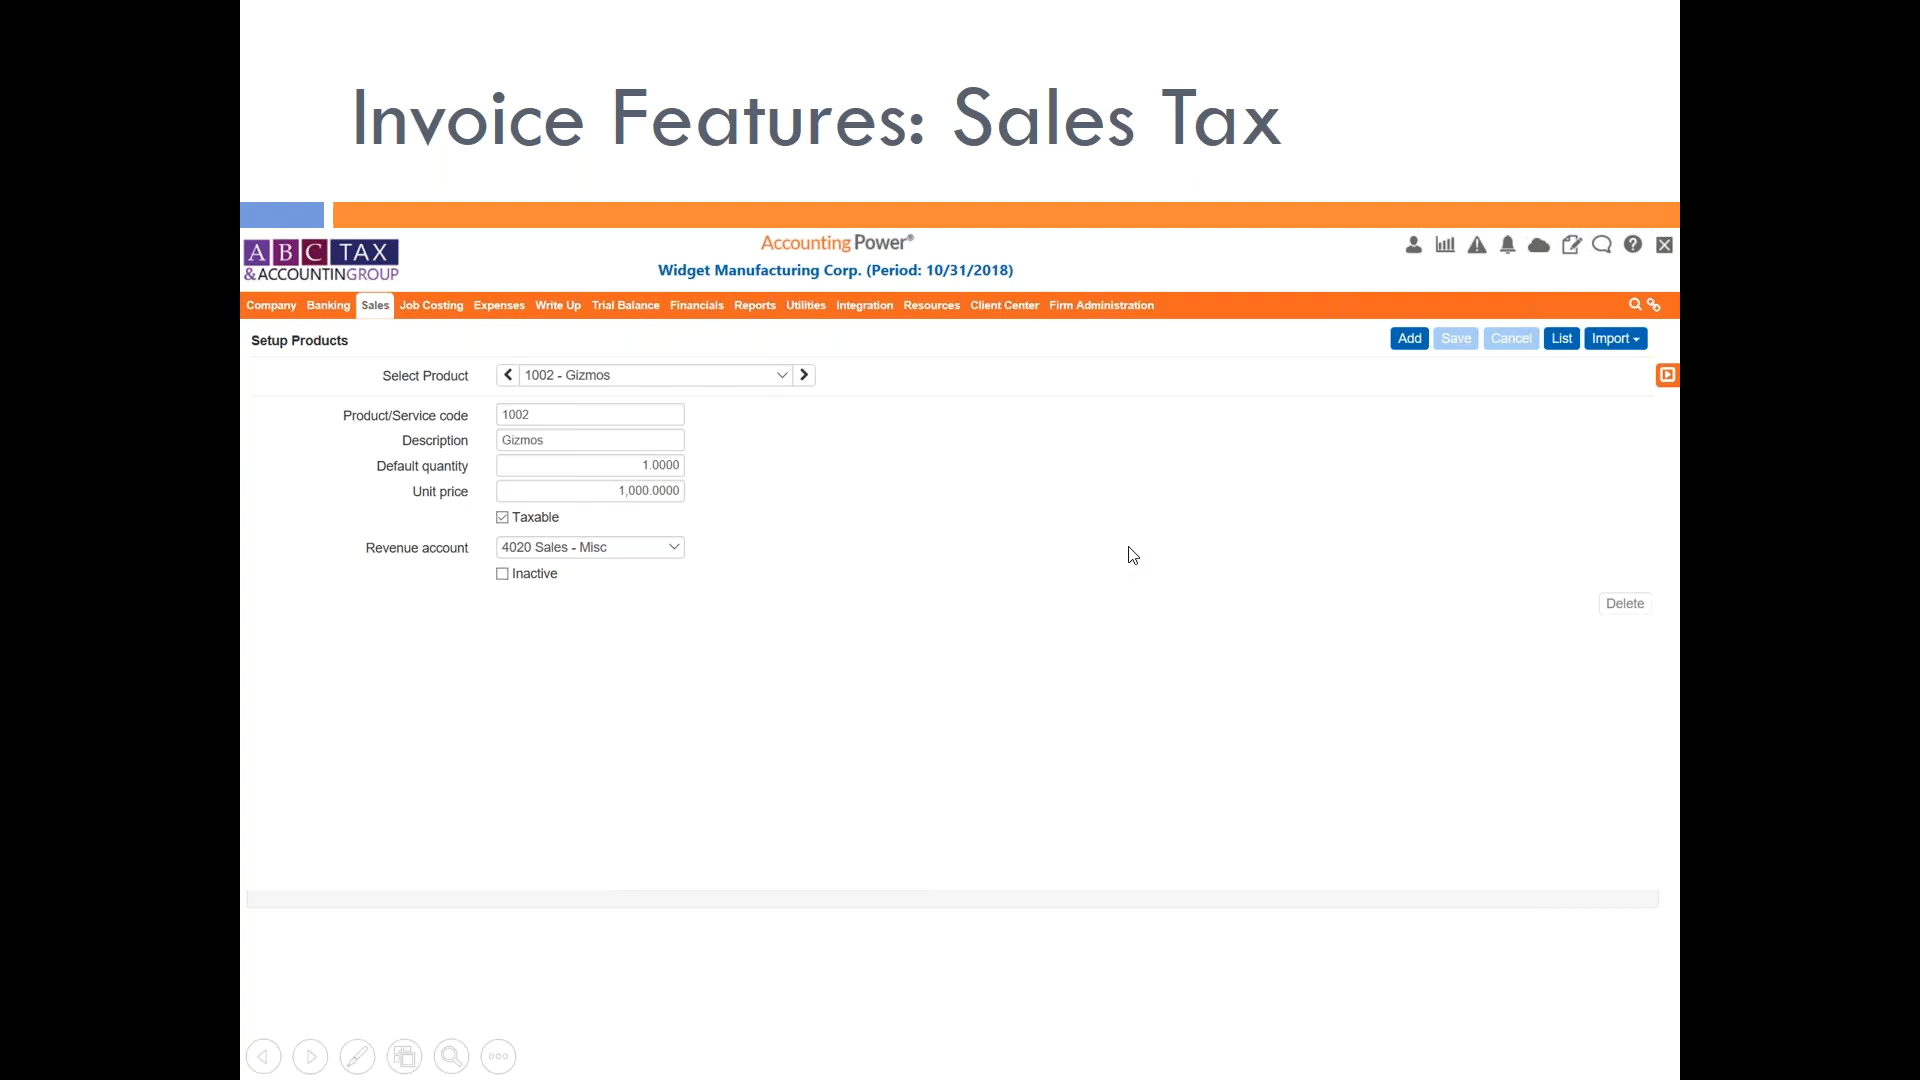 Invoice Features: Sales Tax
ABC TAX
& ACCOUNTINGROUP
Accounting Power®
Widget Manufacturing Corp. (Period: 10/31/2018)
Company Banking Sales Job Costing Expenses Write Up Trial Balance Financials Reports Utilities Integration Resources Client Center Firm Administration
Setup Products
Add Save Cancel List Import
Select Product 1002 - Gizmos
Product/Service code 1002
Description Gizmos
Default quantity 1.0000
Unit price 1,000.0000
Taxable
Revenue account 4020 Sales - Misc
Inactive
Delete